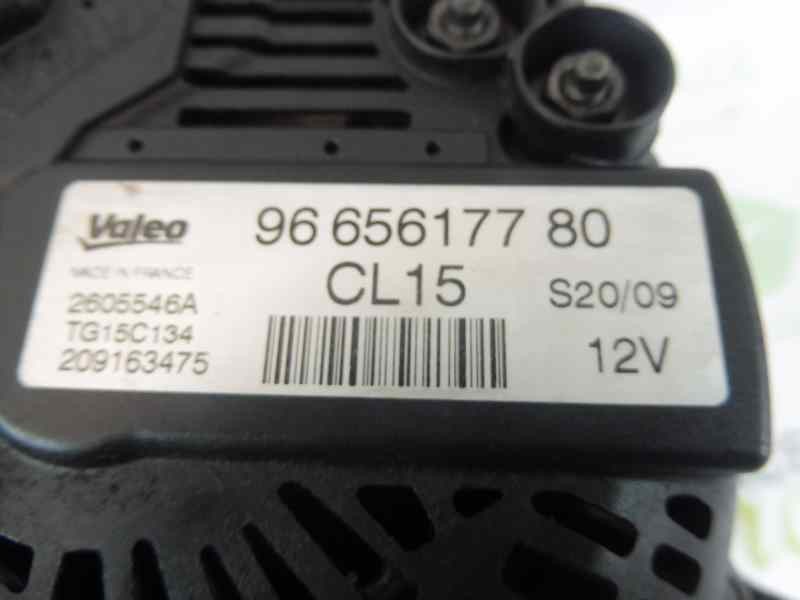 Valeo 96 656177 80
MADE IN FRANCE CL15 S20/09
2605546A
TG15C134
209163475 12V